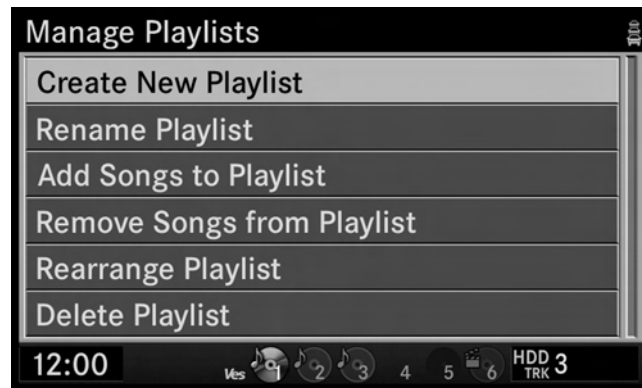 Manage Playlists
Create New Playlist
Rename Playlist
Add Songs to Playlist
Remove Songs from Playlist
Rearrange Playlist
Delete Playlist
12:00 Ves 1 2 3 4 5 6 HDD TRK 3